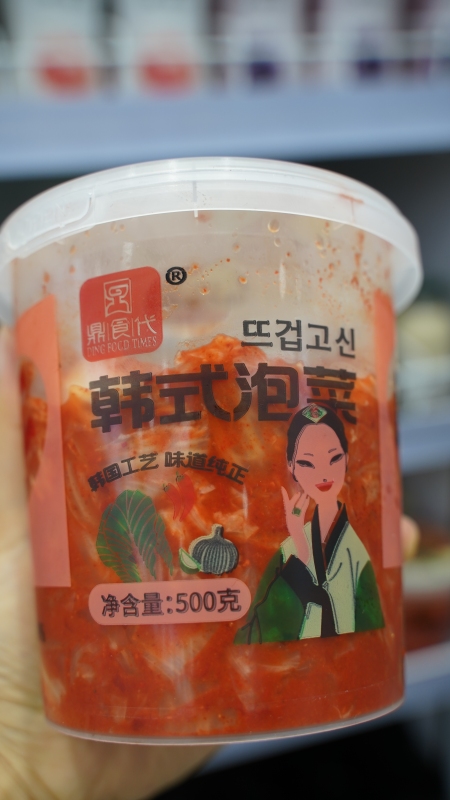 ®
鼎食代
DING FOOD TIMES
뜨겁고신
韩式泡菜
韩国工艺 味道纯正
净含量:500克